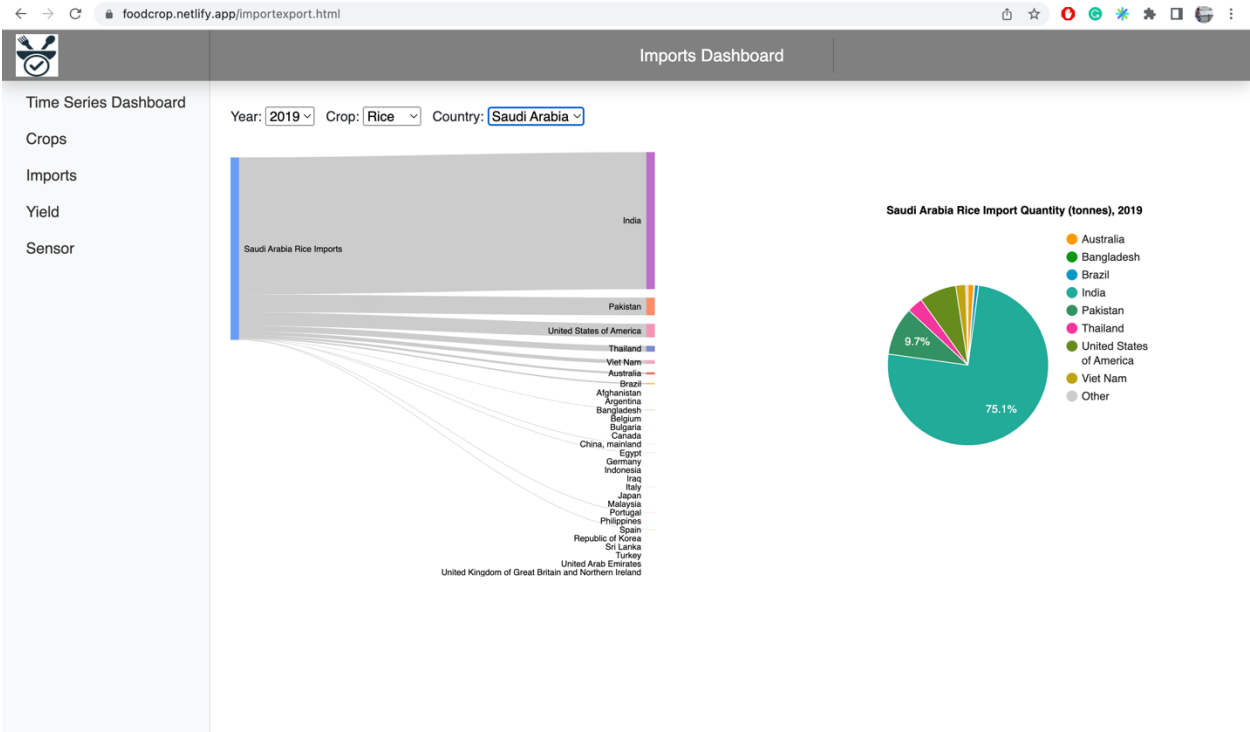 foodcrop.netlify.app/importexport.html
Imports Dashboard
Time Series Dashboard
Crops
Imports
Yield
Sensor
Year: 2019 Crop: Rice Country: Saudi Arabia
Saudi Arabia Rice Imports
India
Pakistan
United States of America
Thailand
Viet Nam
Australia
Brazil
Afghanistan
Argentina
Bangladesh
Belgium
Bulgaria
Canada
China, mainland
Egypt
Germany
Indonesia
Iraq
Italy
Japan
Malaysia
Portugal
Philippines
Spain
Republic of Korea
Sri Lanka
Turkey
United Arab Emirates
United Kingdom of Great Britain and Northern Ireland
Saudi Arabia Rice Import Quantity (tonnes), 2019
9.7%
75.1%
Australia
Bangladesh
Brazil
India
Pakistan
Thailand
United States
of America
Viet Nam
Other